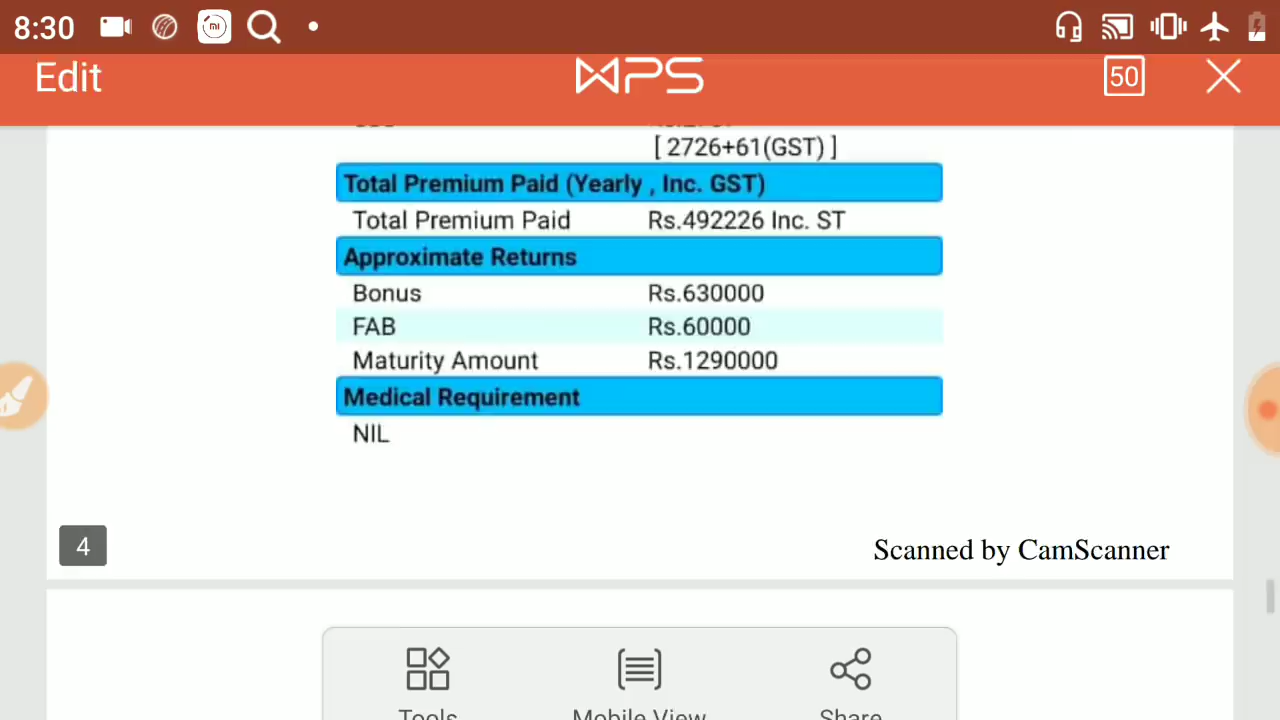 8:30
Edit
WPS
50
[ 2726+61(GST) ]
Total Premium Paid (Yearly , Inc. GST)
Total Premium Paid Rs.492226 Inc. ST
Approximate Returns
Bonus Rs.630000
FAB Rs.60000
Maturity Amount Rs.1290000
Medical Requirement
NIL
4
Scanned by CamScanner
Tools
Mobile View
Share